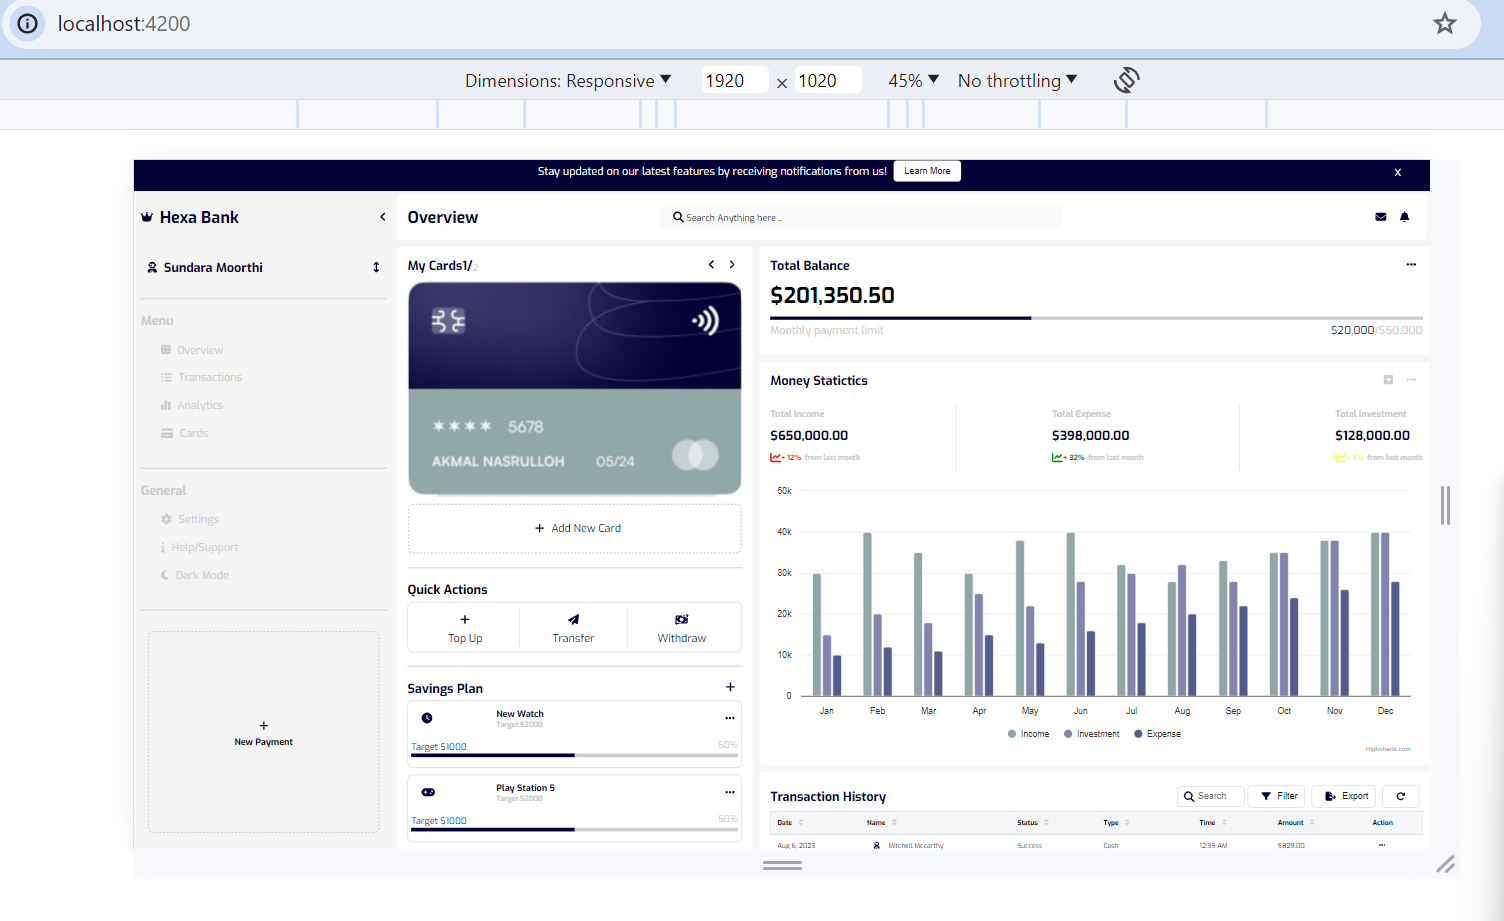 localhost:4200
Dimensions: Responsive 1920 × 1020 45% No throttling
Stay updated on our latest features by receiving notifications from us! Learn More x
Hexa Bank
Sundara Moorthi
Menu
Overview
Transactions
Analytics
Cards
General
Settings
Help/Support
Dark Mode
New Payment
Overview
Search Anything here ..
My Cards1/2
5678
AKMAL NASRULLOH 05/24
Add New Card
Quick Actions
Top Up Transfer Withdraw
Savings Plan
New Watch
Target $2000
Target $1000 50%
Play Station 5
Target $2000
Target $1000 50%
Total Balance
$201,350.50
Monthly payment limit $20,000/$50,000
Money Statictics
Total Income Total Expense Total Investment
$650,000.00 $398,000.00 $128,000.00
+ 12% from last month + 32% from last month from last month
50k
40k
30k
20k
10k
0
Jan Feb Mar Apr May Jun Jul Aug Sep Oct Nov Dec
Income Investment Expense
Highcharts.com
Transaction History Search Filter Export
Date Name Status Type Time Amount Action
Aug 6, 2023 Mitchell Mccarthy Success Cash 12:39 AM $829.00